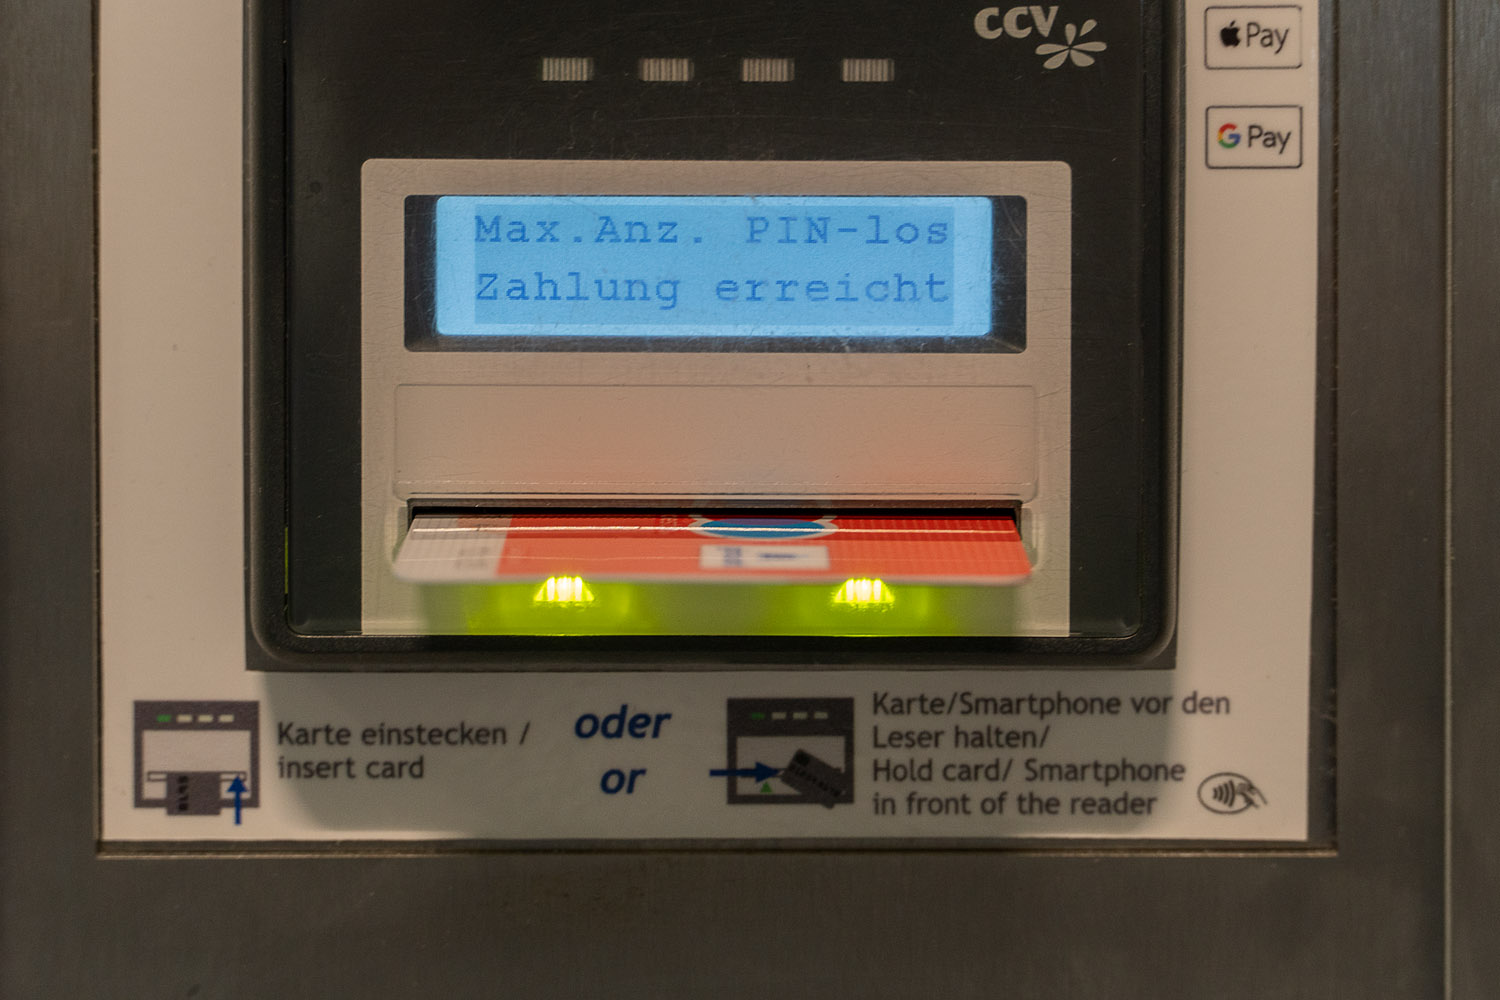 CCV
Pay
G Pay
Max.Anz. PIN-los
Zahlung erreicht
Karte einstecken /
insert card
oder
or
Karte/Smartphone vor den
Leser halten/
Hold card/ Smartphone
in front of the reader